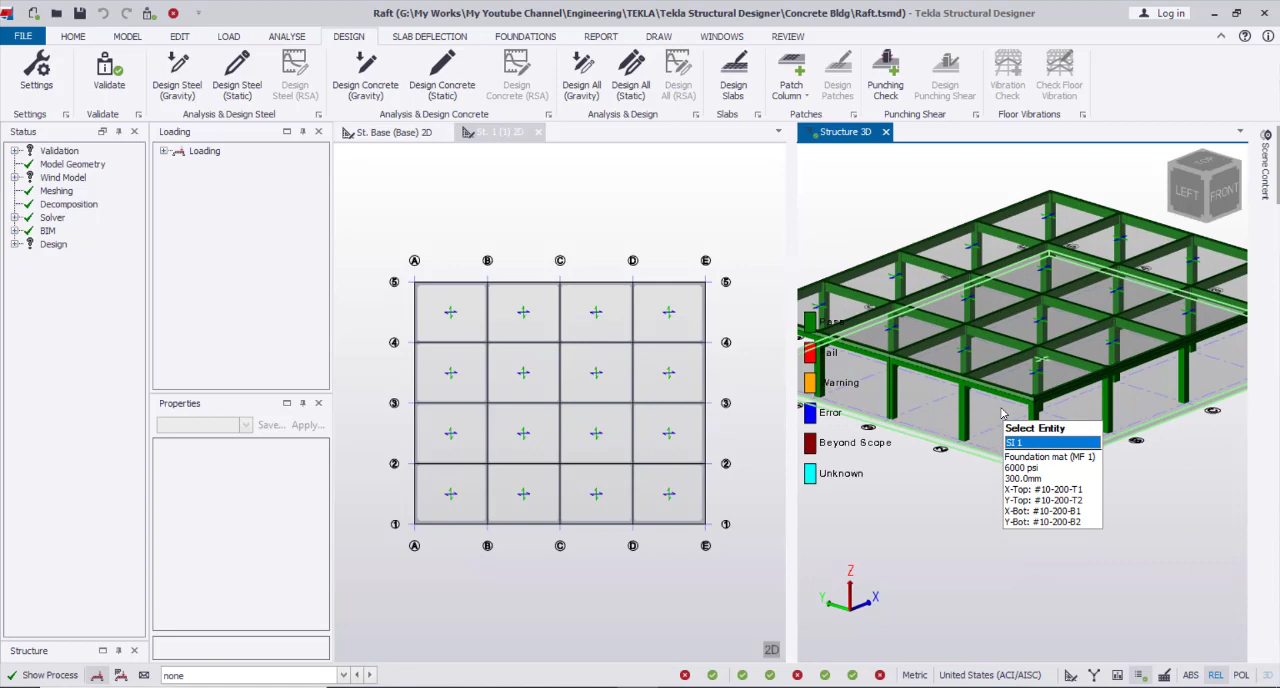 Raft (G:\My Works\My Youtube Channel\Engineering\TEKLA\Tekla Structural Designer\Concrete Bldg\Raft.tsmd) - Tekla Structural Designer
Log in
FILE HOME MODEL EDIT LOAD ANALYSE DESIGN SLAB DEFLECTION FOUNDATIONS REPORT DRAW WINDOWS REVIEW
Settings
Validate
Design Steel (Gravity)
Design Steel (Static)
Design Steel (RSA)
Design Concrete (Gravity)
Design Concrete (Static)
Design Concrete (RSA)
Design All (Gravity)
Design All (Static)
Design All (RSA)
Design Slabs
Patch Column
Design Patches
Punching Check
Design Punching Shear
Vibration Check
Check Floor Vibration
Settings Validate Analysis & Design Steel Analysis & Design Concrete Analysis & Design Slabs Patches Punching Shear Floor Vibrations
Status
Validation
Model Geometry
Wind Model
Meshing
Decomposition
Solver
BIM
Design
Structure
Loading
Loading
Properties
Save... Apply...
St. Base (Base) 2D
St. 1 (1) 2D
A B C D E
5 5
4 4
3 3
2 2
1 1
A B C D E
2D
Structure 3D
Scene Content
TOP
LEFT FRONT
Pass
Fail
Warning
Error
Beyond Scope
Unknown
Select Entity
SI 1
Foundation mat (MF 1)
6000 psi
300.0mm
X-Top: #10-200-T1
Y-Top: #10-200-T2
X-Bot: #10-200-B1
Y-Bot: #10-200-B2
Z
Y X
Show Process
none
Metric United States (ACI/AISC) ABS REL POL 3D